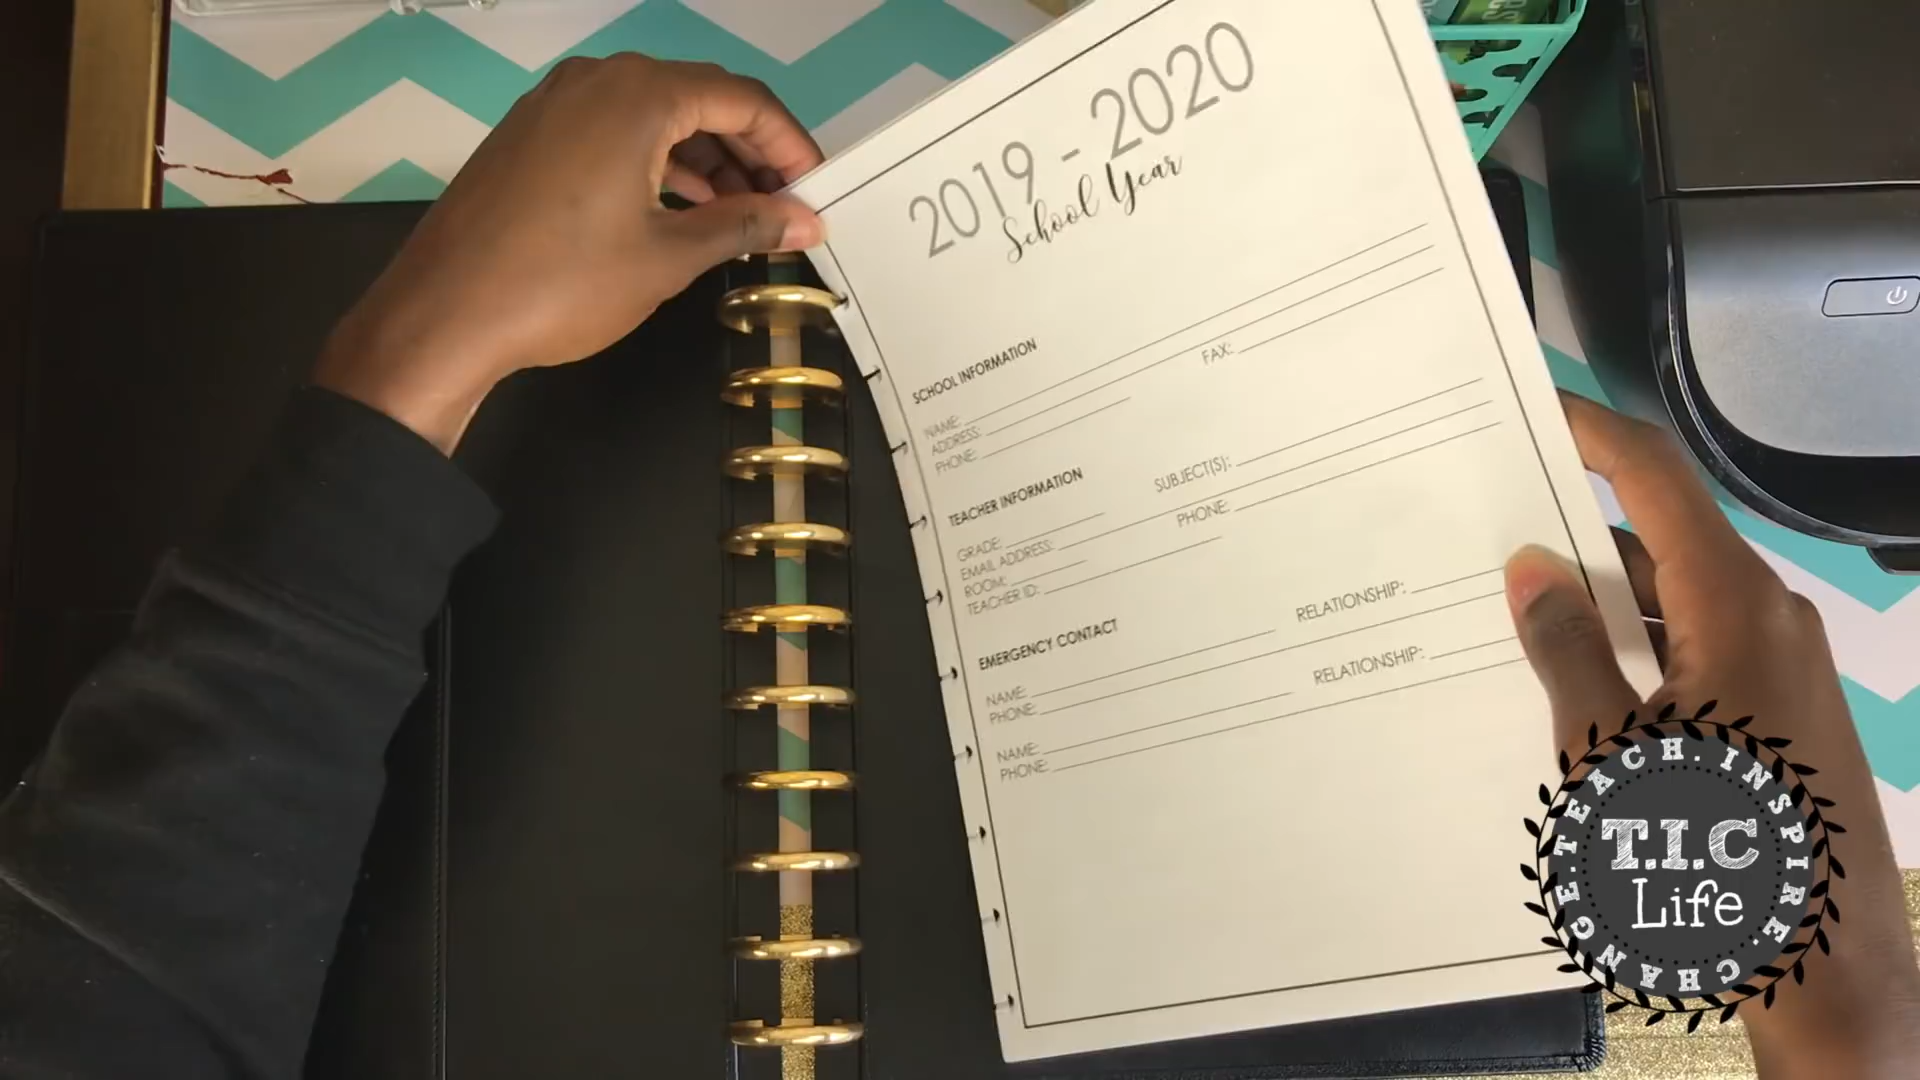 2019 - 2020
School Year
SCHOOL INFORMATION
NAME:
ADDRESS:
PHONE: FAX:
TEACHER INFORMATION
GRADE: SUBJECT(S):
EMAIL ADDRESS:
ROOM: PHONE:
TEACHER ID:
EMERGENCY CONTACT
NAME: RELATIONSHIP:
PHONE:
NAME: RELATIONSHIP:
PHONE:
TEACH. INSPIRE. CHANGE.
T.I.C
Life